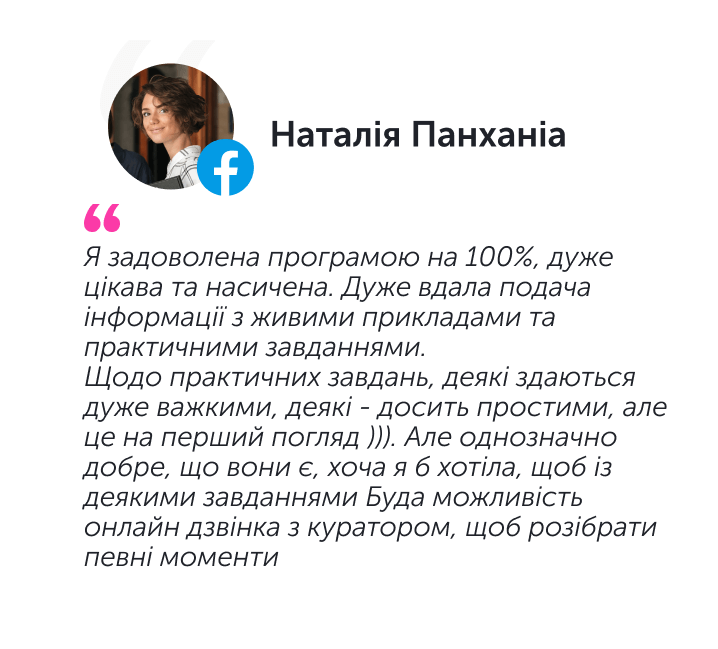 Наталія Панханіа
Я задоволена програмою на 100%, дуже
цікава та насичена. Дуже вдала подача
інформації з живими прикладами та
практичними завданнями.
Щодо практичних завдань, деякі здаються
дуже важкими, деякі - досить простими, але
це на перший погляд ))). Але однозначно
добре, що вони є, хоча я б хотіла, щоб із
деякими завданнями Буда можливість
онлайн дзвінка з куратором, щоб розібрати
певні моменти